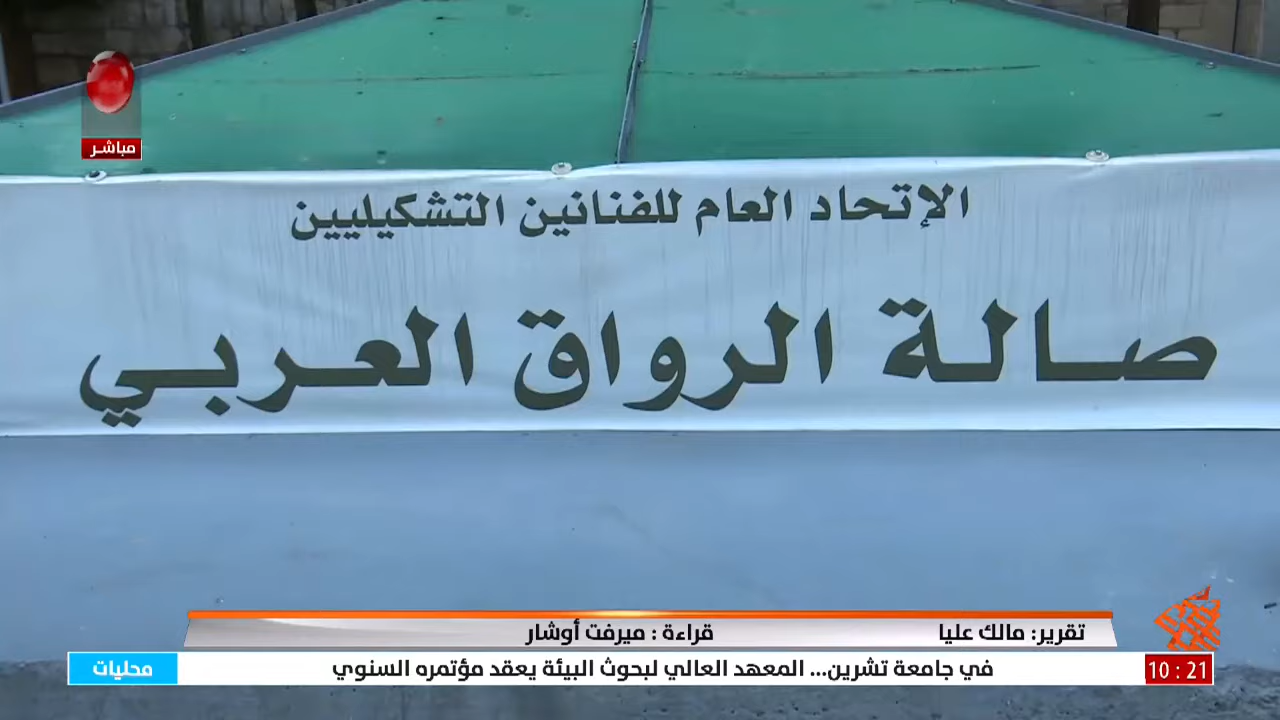 مباشر
الإتحاد العام للفنانين التشكيليين
صالة الرواق العربي
تقرير: مالك عليا
قراءة : ميرفت أوشار
محليات
في جامعة تشرين... المعهد العالي لبحوث البيئة يعقد مؤتمره السنوي
10 : 21